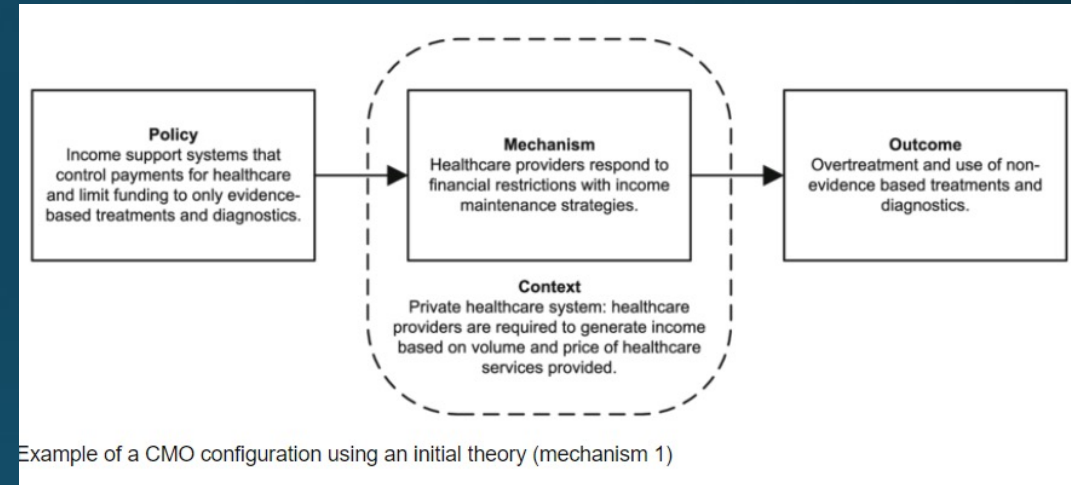 Policy
Income support systems that
control payments for healthcare
and limit funding to only evidence-
based treatments and diagnostics.
Mechanism
Healthcare providers respond to
financial restrictions with income
maintenance strategies.
Outcome
Overtreatment and use of non-
evidence based treatments and
diagnostics.
Context
Private healthcare system: healthcare
providers are required to generate income
based on volume and price of healthcare
services provided.
Example of a CMO configuration using an initial theory (mechanism 1)